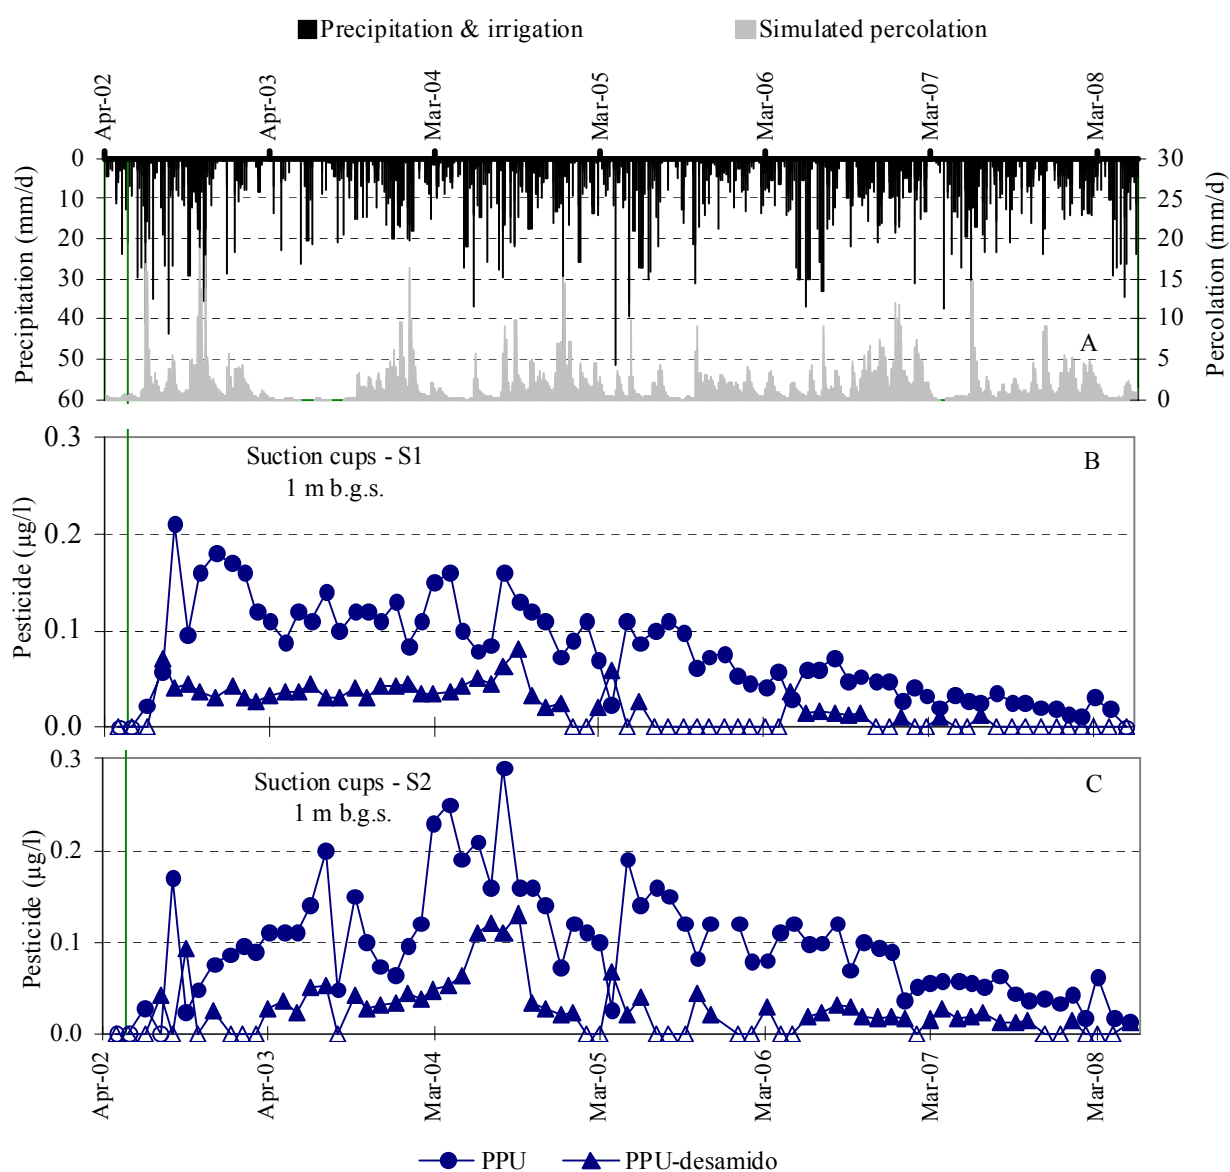 Precipitation & irrigation Simulated percolation
Apr-02 Apr-03 Mar-04 Mar-05 Mar-06 Mar-07 Mar-08
Precipitation (mm/d)
0
10
20
30
40
50
60
30
25
20
15
10
5
0
Percolation (mm/d)
A
Pesticide (µg/l)
0.3
0.2
0.1
0.0
Suction cups - S1
1 m b.g.s.
B
Pesticide (µg/l)
0.3
0.2
0.1
0.0
Suction cups - S2
1 m b.g.s.
C
Apr-02 Apr-03 Mar-04 Mar-05 Mar-06 Mar-07 Mar-08
PPU PPU-desamido